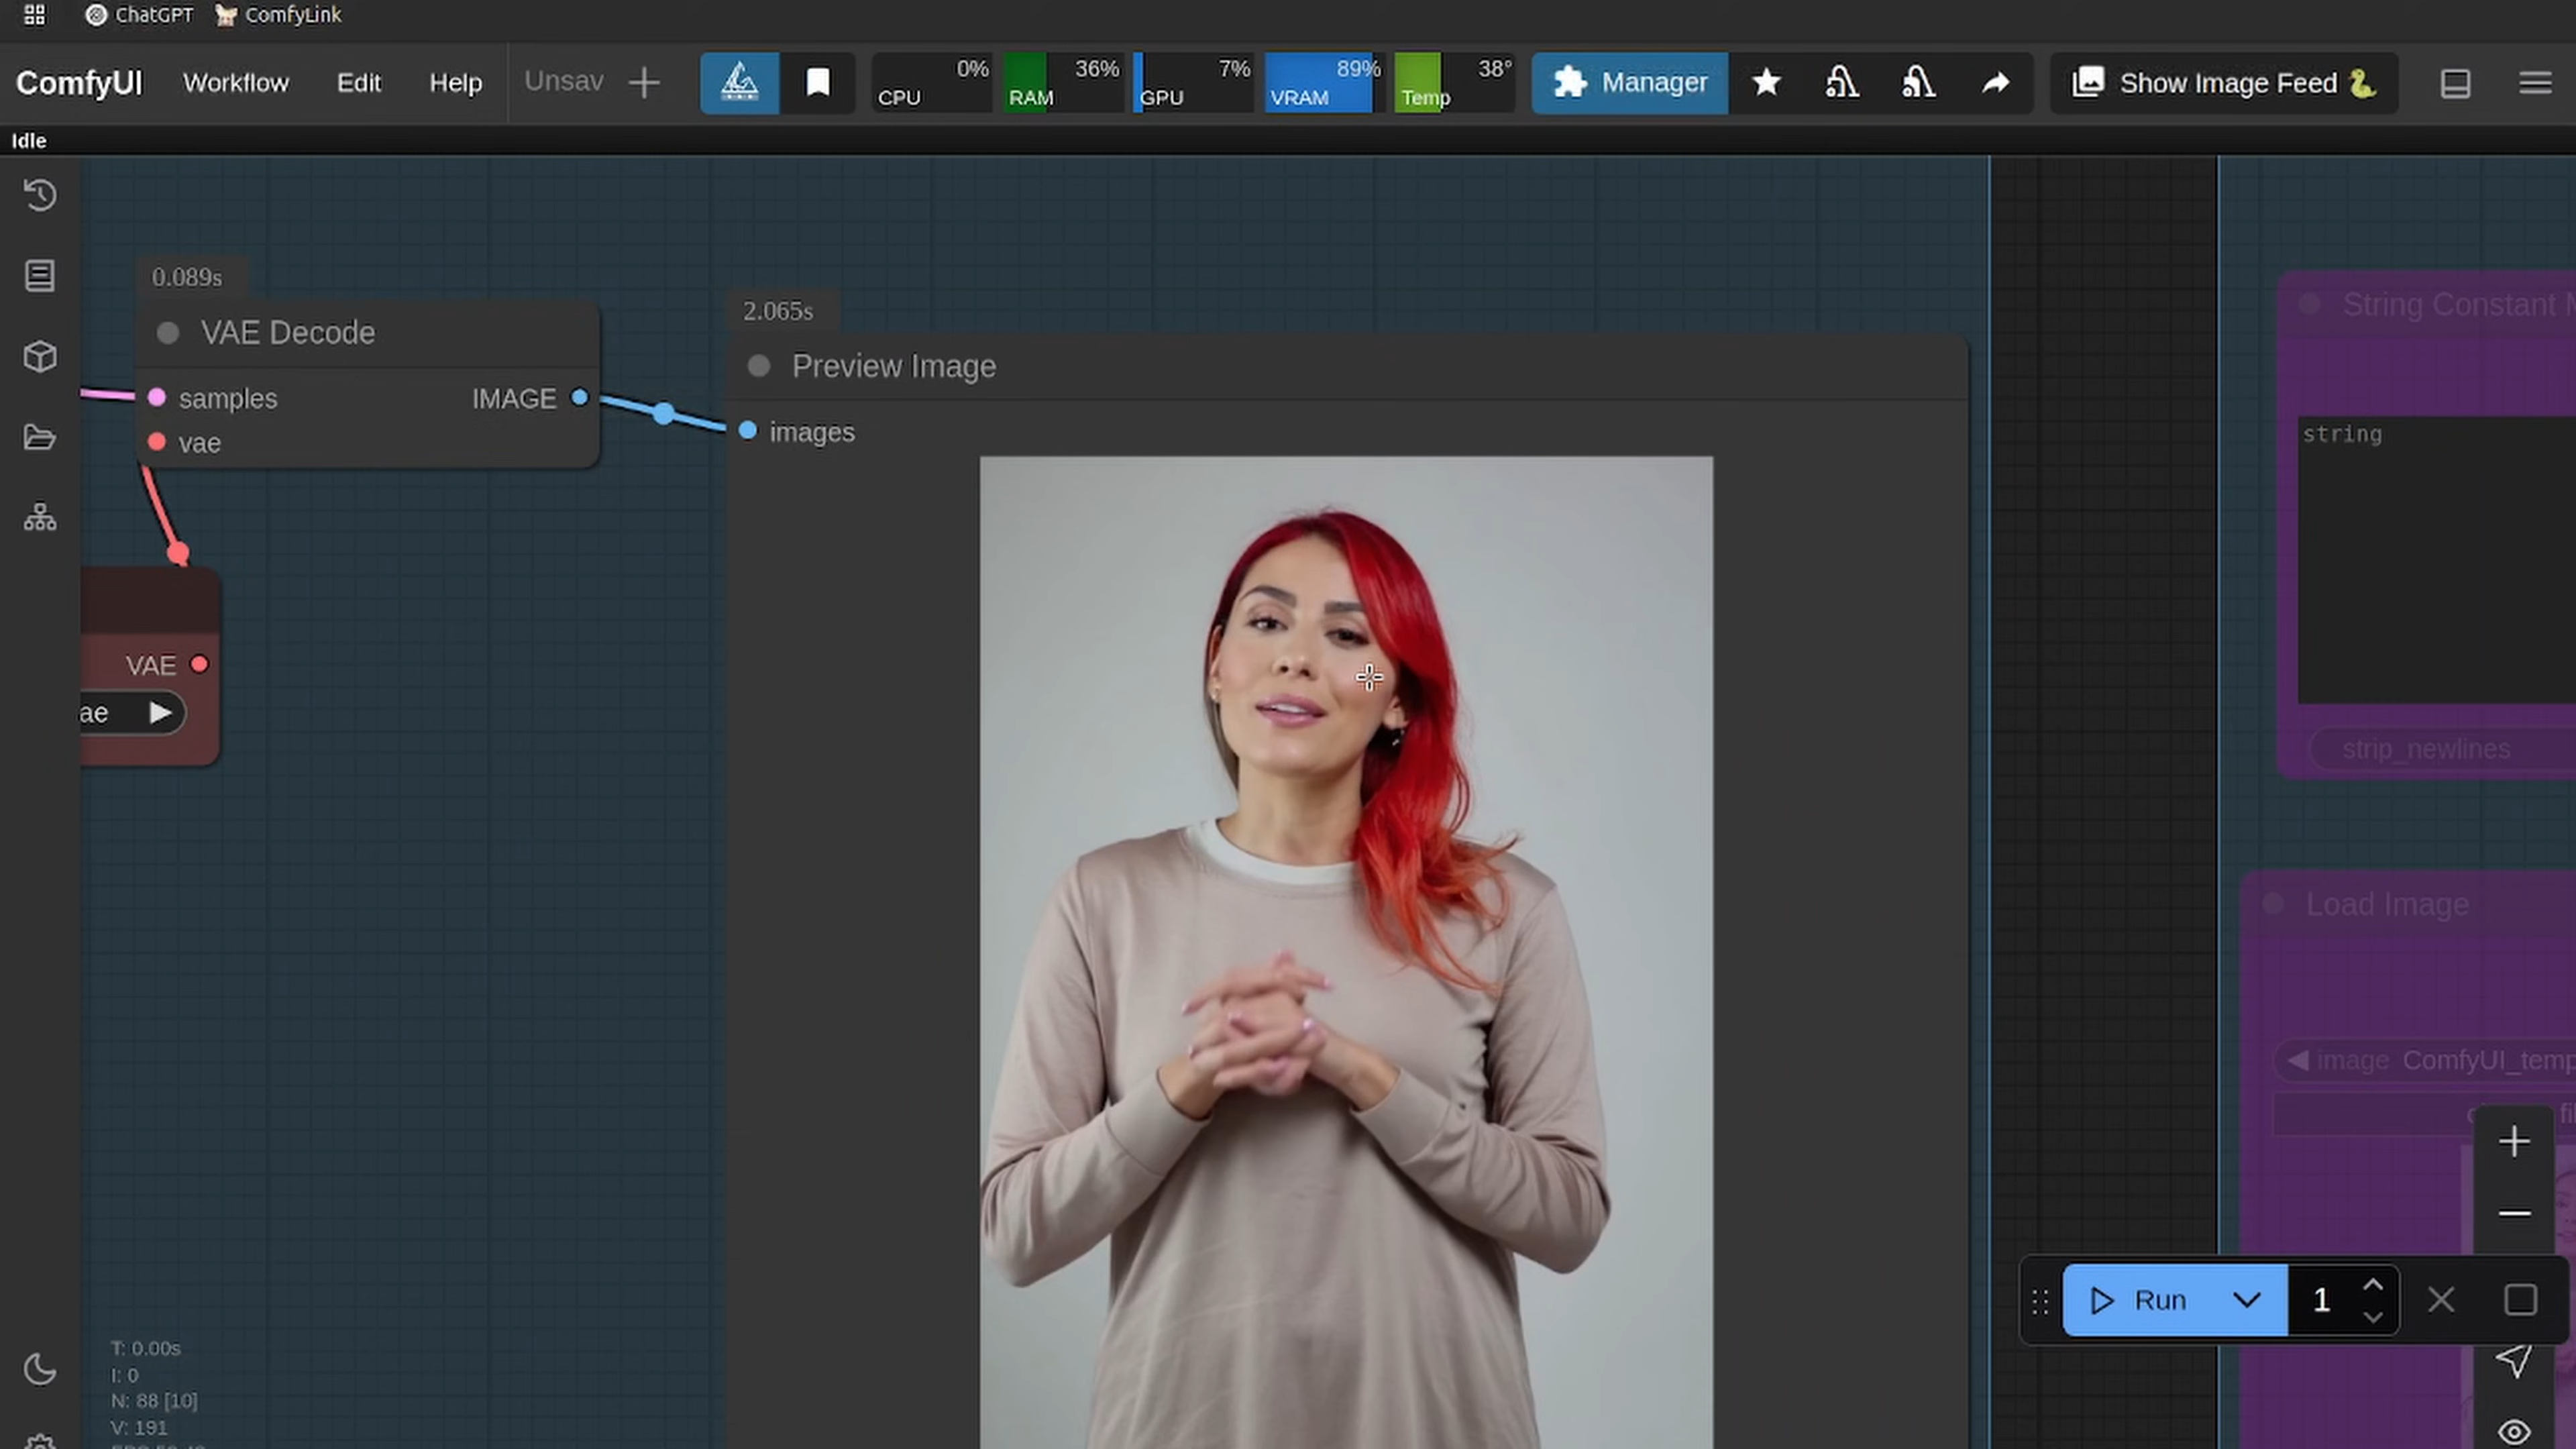 ChatGPT ComfyLink
ComfyUI Workflow Edit Help Unsav
CPU 0% RAM 36% GPU 7% VRAM 89% Temp 38°
Manager Show Image Feed
Idle
0.089s
VAE Decode
samples IMAGE
vae
VAE
ae
2.065s
Preview Image
images
String Constant
string
strip_newlines
Load Image
image ComfyUI_temp
Run 1
T: 0.00s
I: 0
N: 88 [10]
V: 191